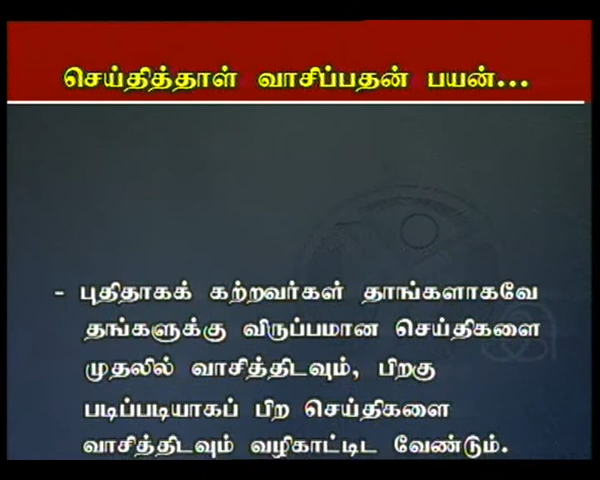 செய்தித்தாள் வாசிப்பதன் பயன்...
- புதிதாகக் கற்றவர்கள் தாங்களாகவே
தங்களுக்கு விருப்பமான செய்திகளை
முதலில் வாசித்திடவும், பிறகு
படிப்படியாகப் பிற செய்திகளை
வாசித்திடவும் வழிகாட்டிட வேண்டும்.